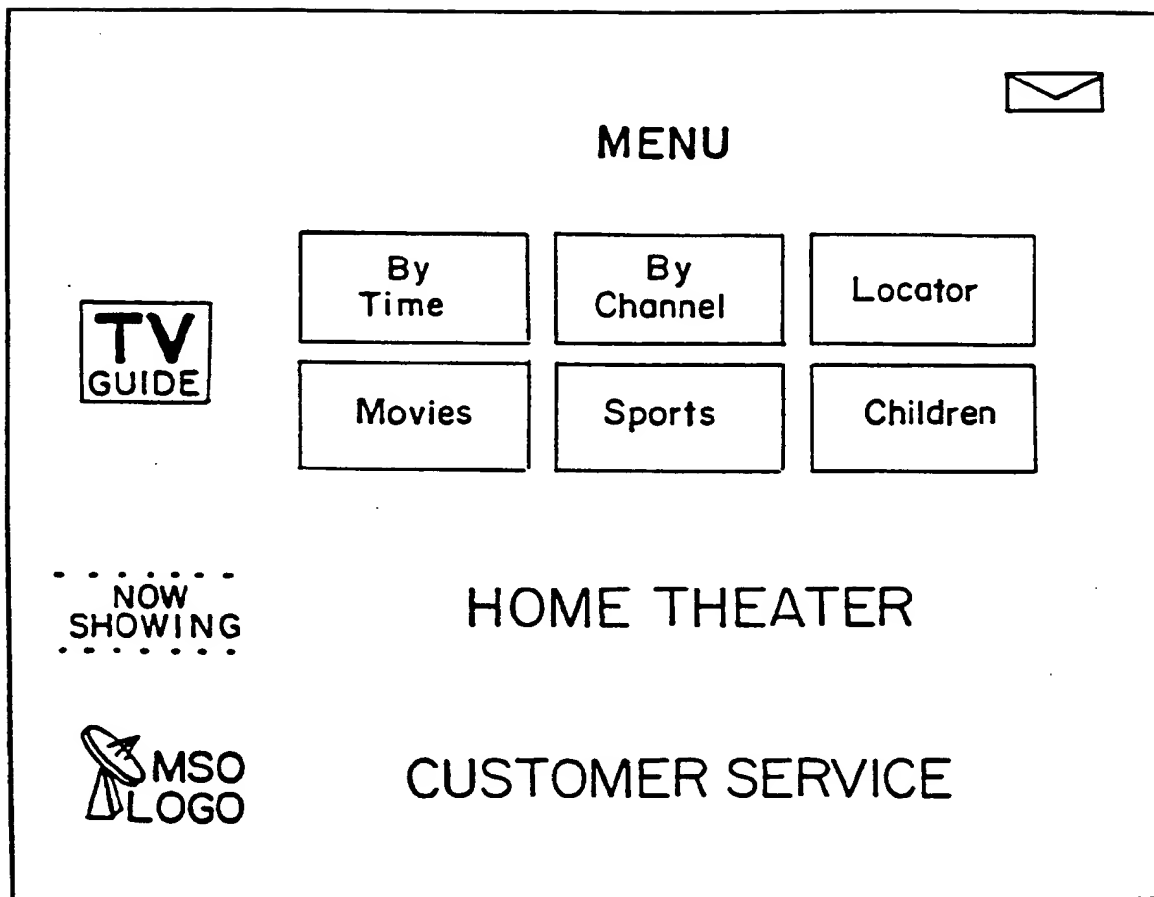 MENU
By
Time
By
Channel
Locator
TV
GUIDE
Movies
Sports
Children
NOW
SHOWING
HOME THEATER
MSO
LOGO
CUSTOMER SERVICE